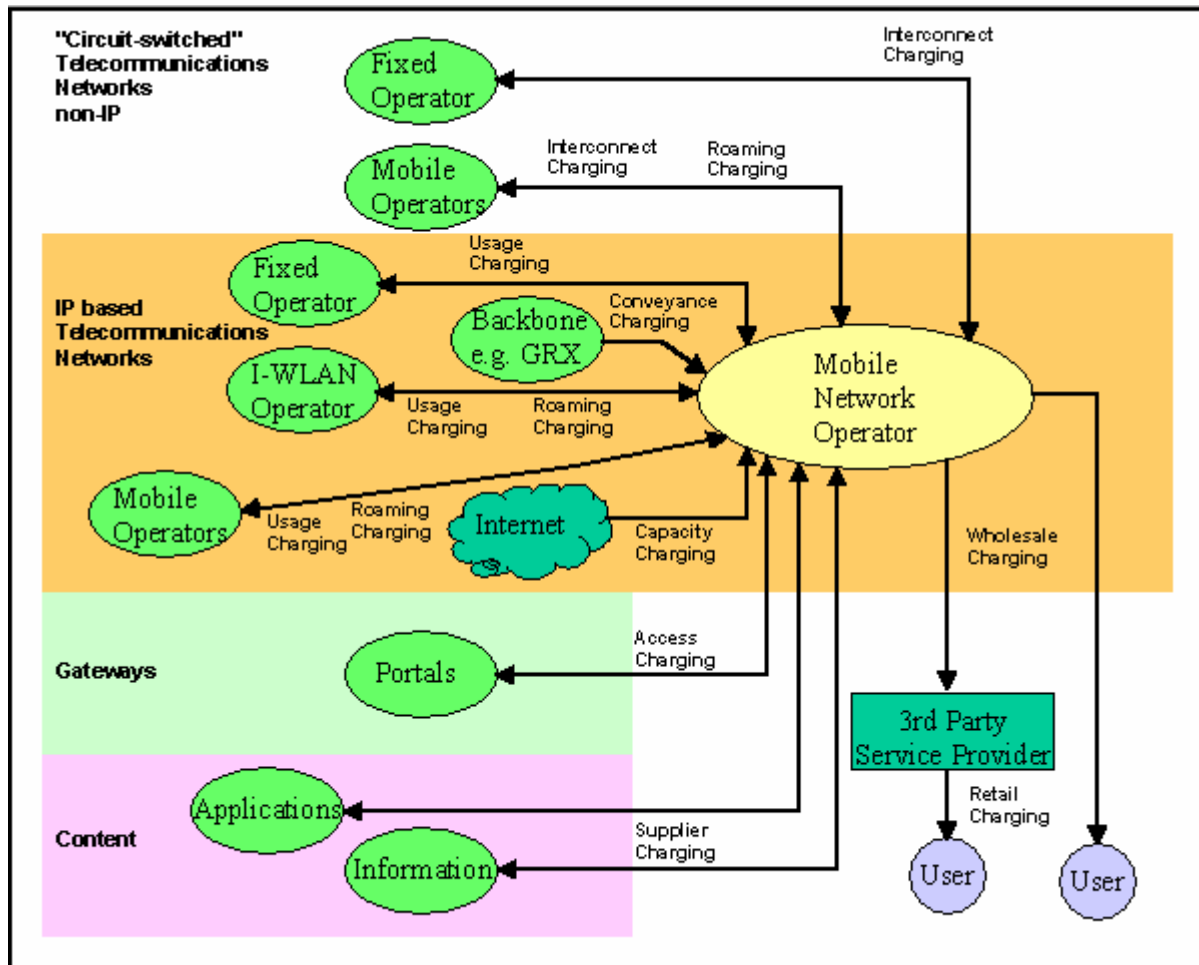 "Circuit-switched"
Telecommunications
Networks
non-IP
Fixed
Operator
Interconnect
Charging
Mobile
Operators
Interconnect
Charging
Roaming
Charging
IP based
Telecommunications
Networks
Fixed
Operator
Usage
Charging
Backbone
e.g. GRX
Conveyance
Charging
I-WLAN
Operator
Usage
Charging
Roaming
Charging
Mobile
Network
Operator
Mobile
Operators
Usage
Charging
Roaming
Charging
Internet
Capacity
Charging
Wholesale
Charging
Gateways
Portals
Access
Charging
3rd Party
Service Provider
Content
Applications
Information
Supplier
Charging
Retail
Charging
User
User